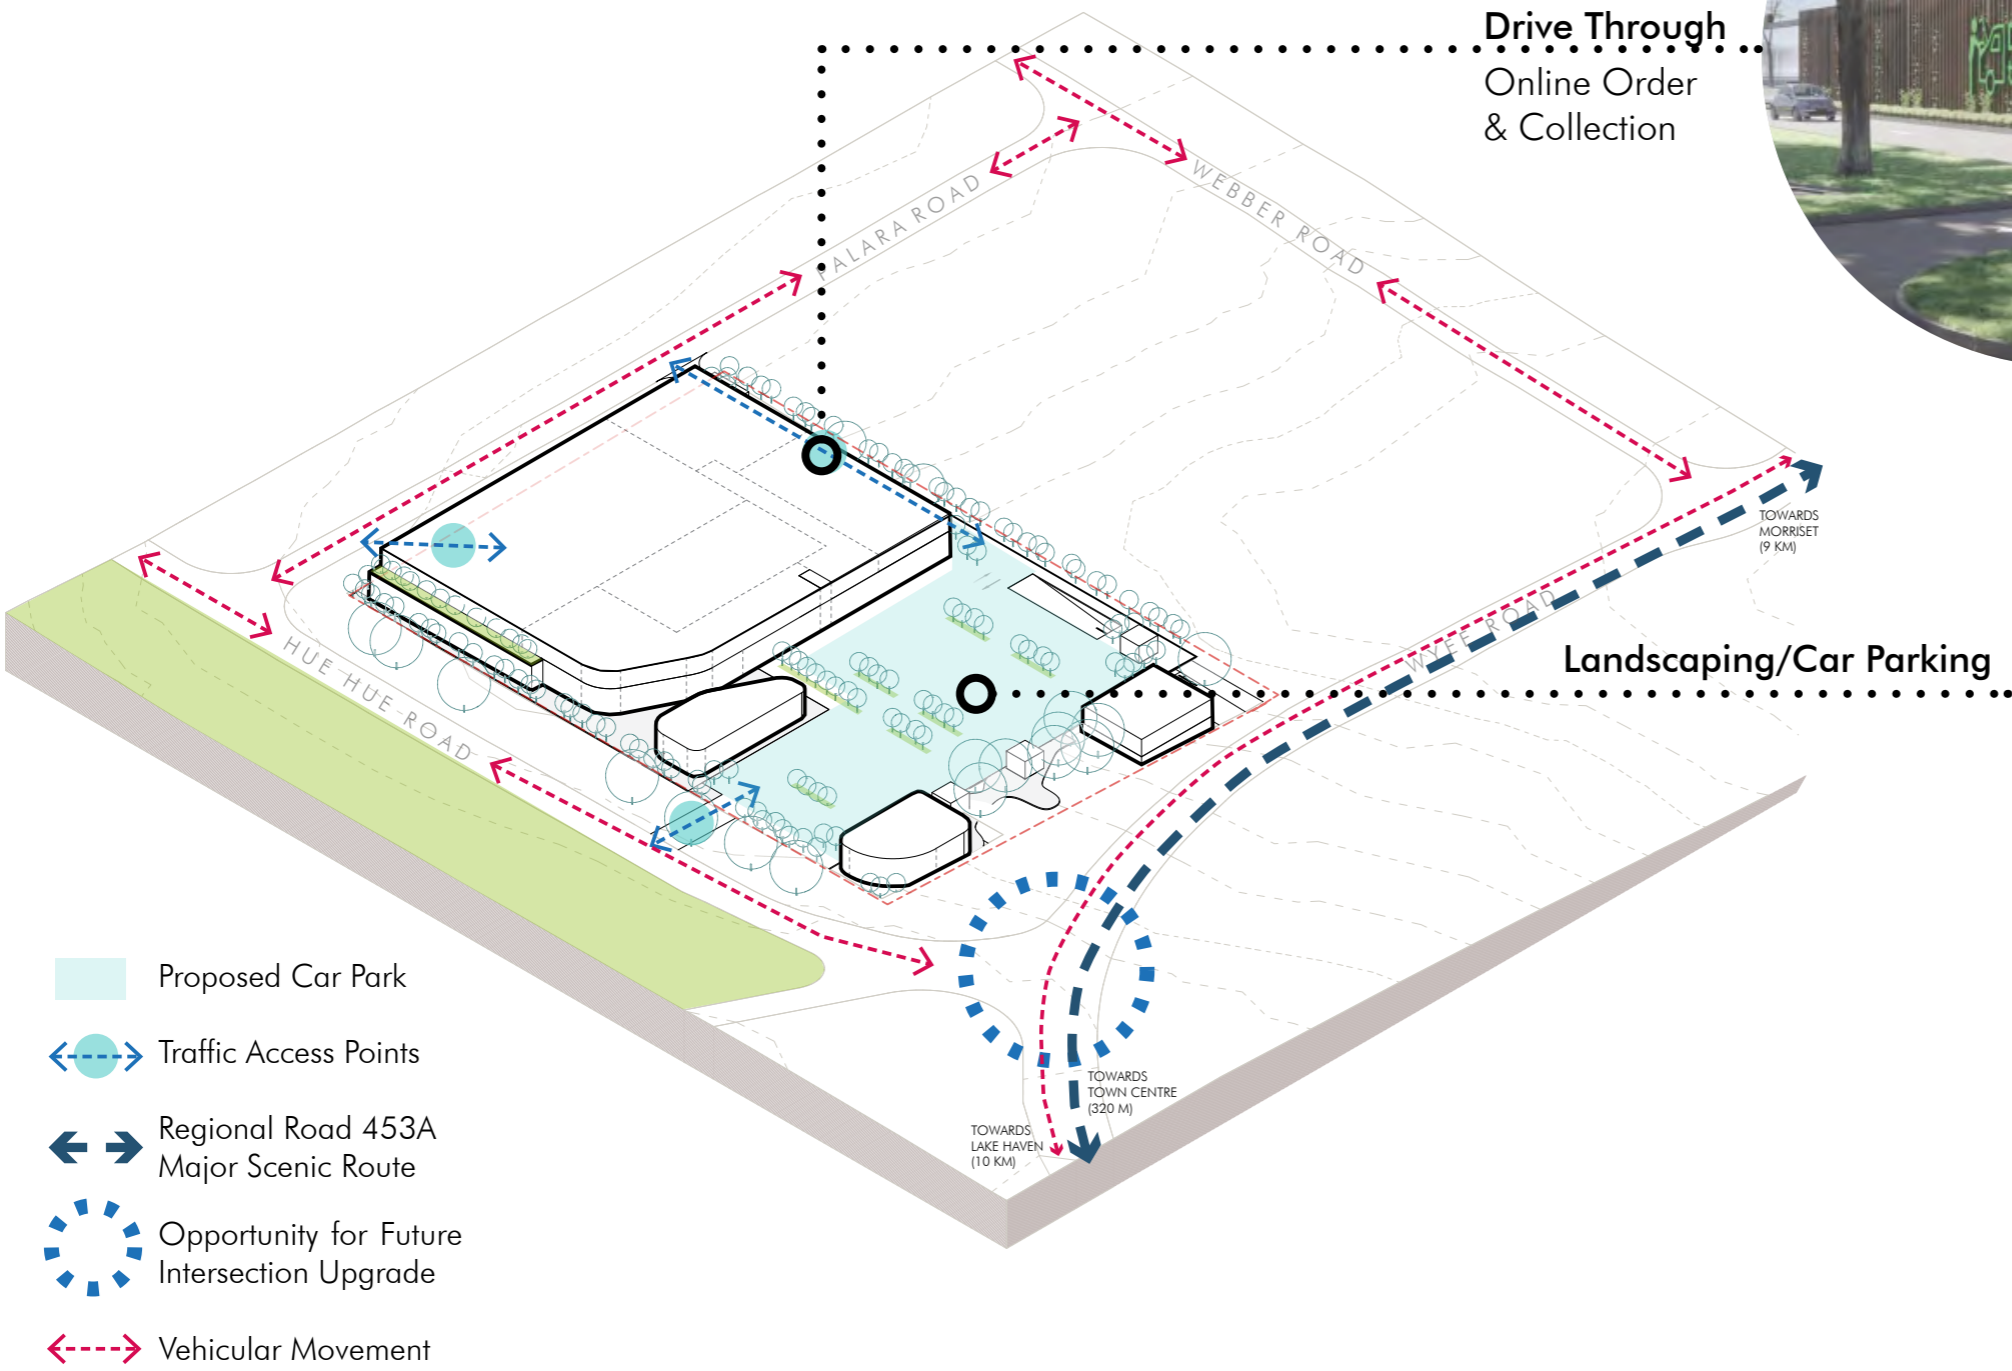 Drive Through
Online Order
& Collection
PALARA ROAD
WEBBER ROAD
TOWARDS
MORRISET
(9 KM)
WYEE ROAD
Landscaping/Car Parking
HUE HUE ROAD
Proposed Car Park
Traffic Access Points
Regional Road 453A
Major Scenic Route
Opportunity for Future
Intersection Upgrade
Vehicular Movement
TOWARDS
TOWN CENTRE
(320 M)
TOWARDS
LAKE HAVEN
(10 KM)